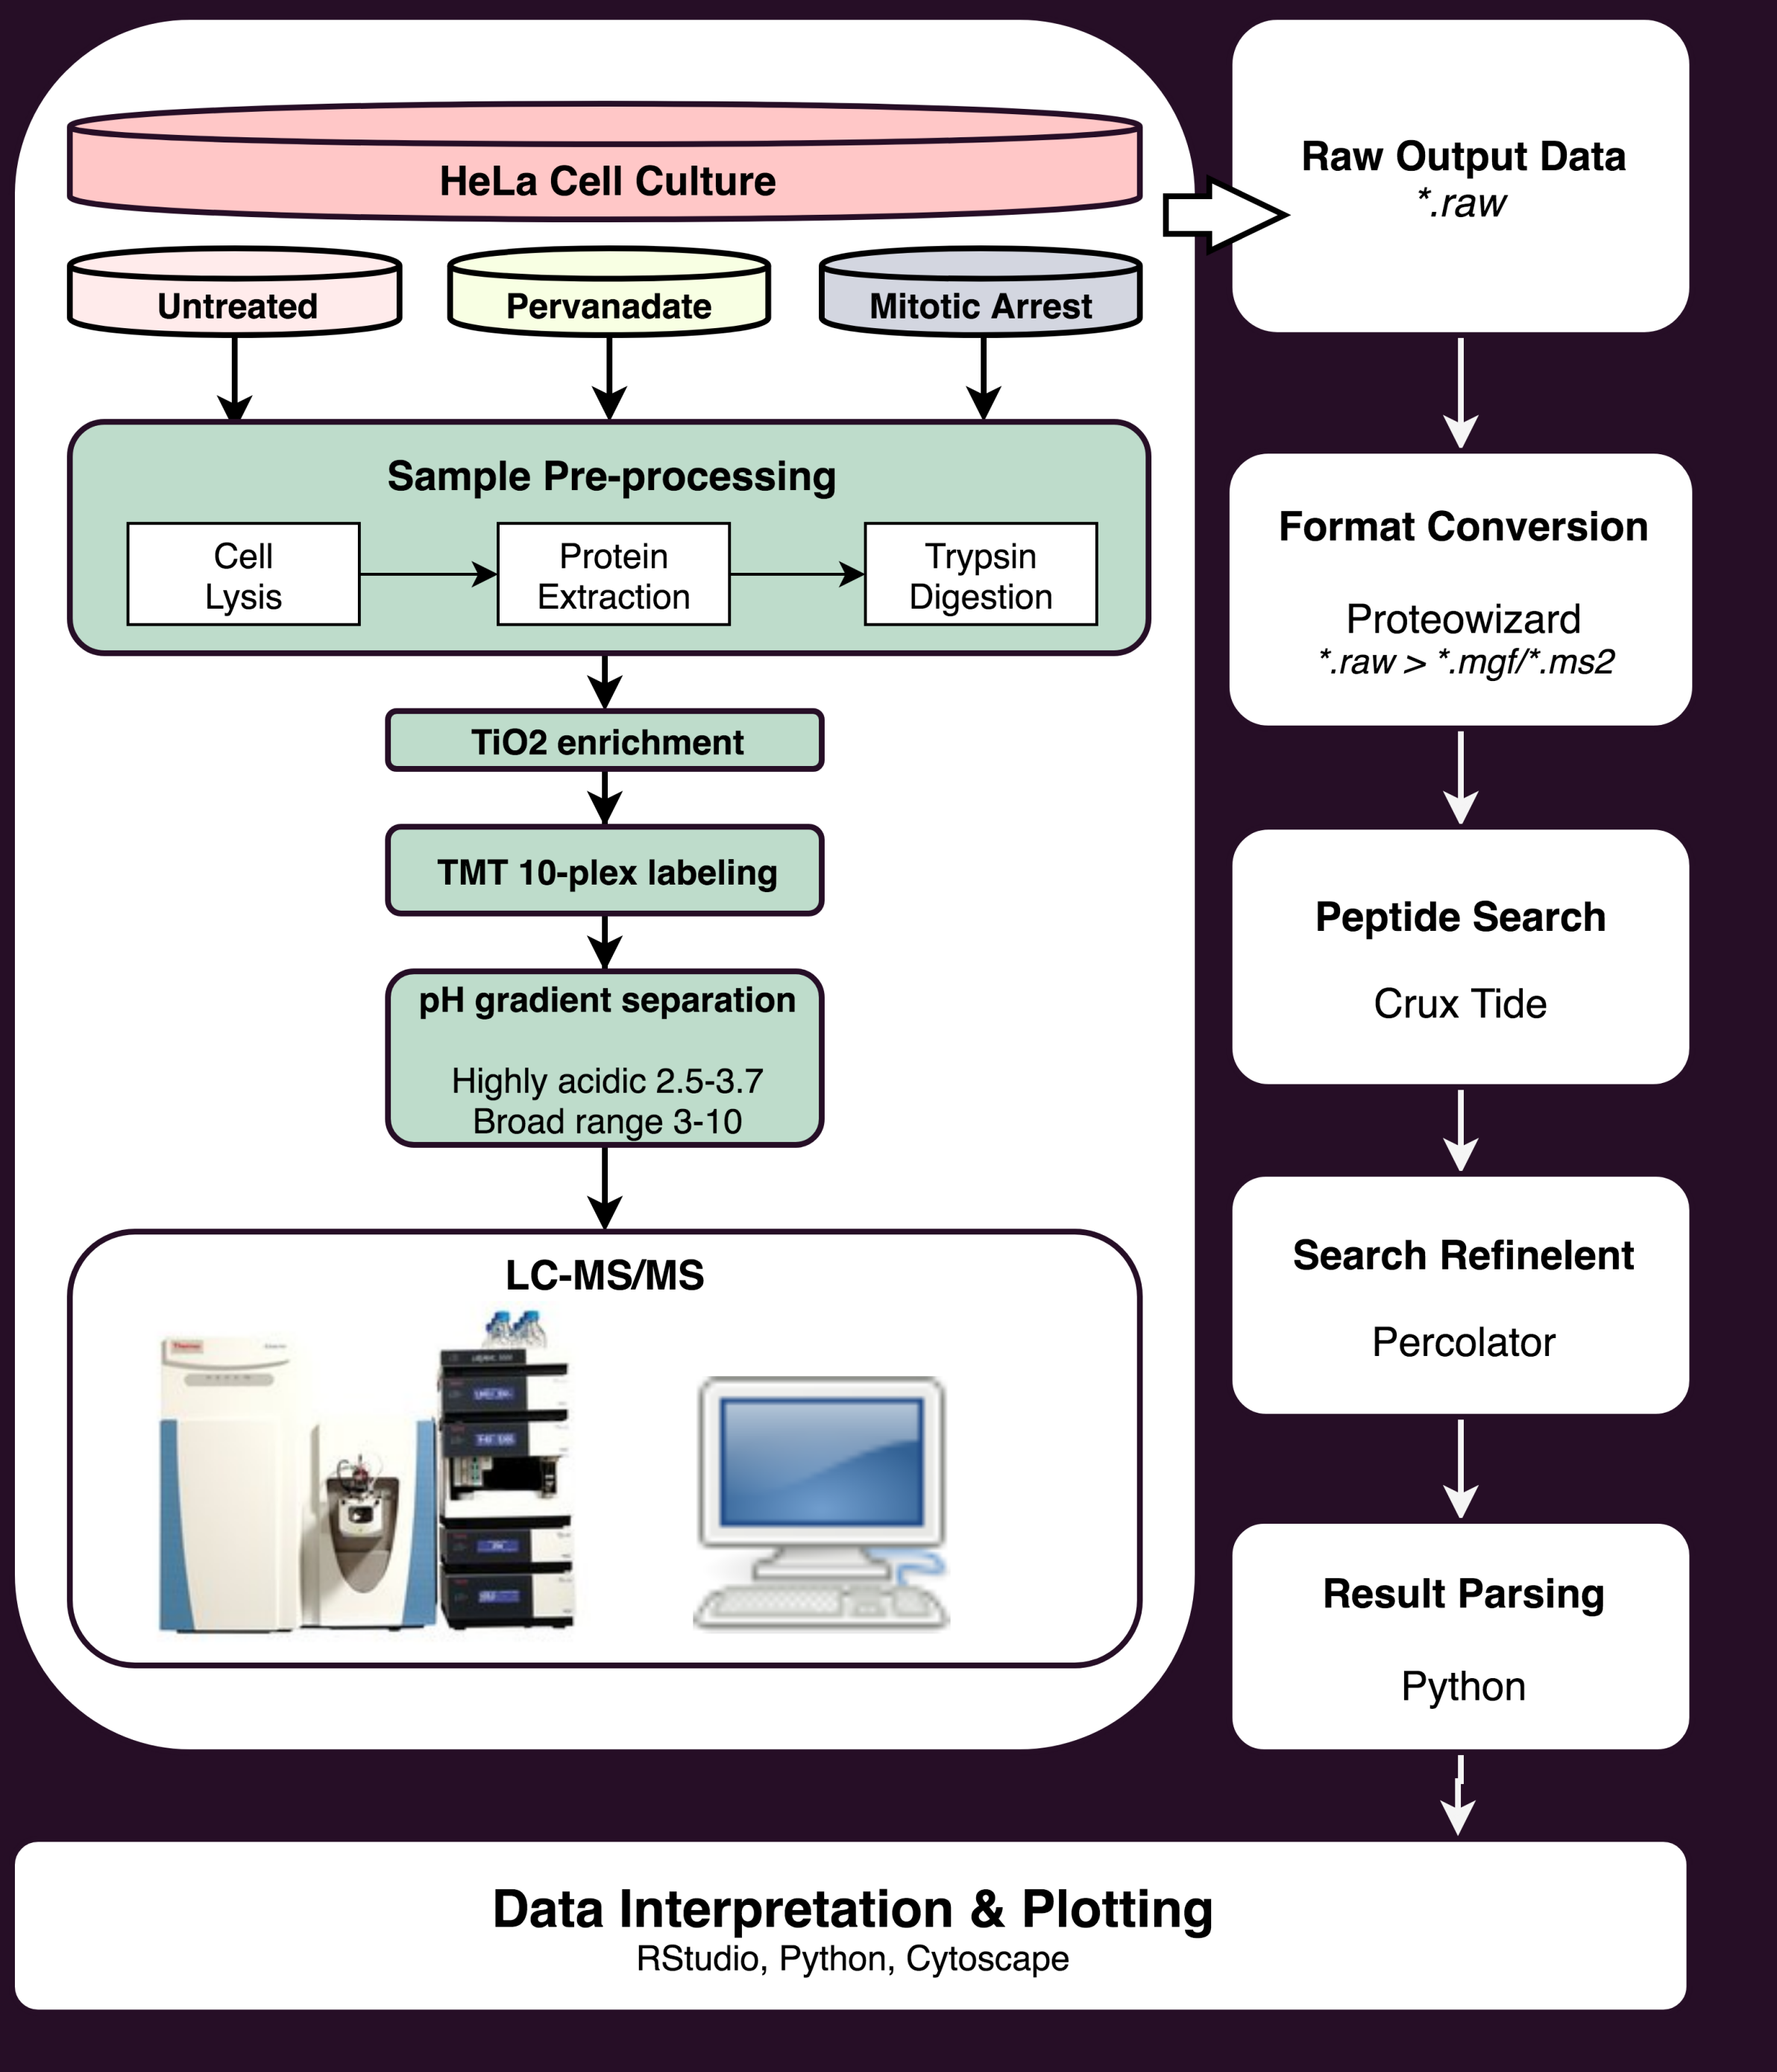 HeLa Cell Culture
Untreated
Pervanadate
Mitotic Arrest
Sample Pre-processing
Cell
Lysis
Protein
Extraction
Trypsin
Digestion
TiO2 enrichment
TMT 10-plex labeling
pH gradient separation
Highly acidic 2.5-3.7
Broad range 3-10
LC-MS/MS
Thermo
Raw Output Data
*.raw
Format Conversion
Proteowizard
*.raw > *.mgf/*.ms2
Peptide Search
Crux Tide
Search Refinelent
Percolator
Result Parsing
Python
Data Interpretation & Plotting
RStudio, Python, Cytoscape